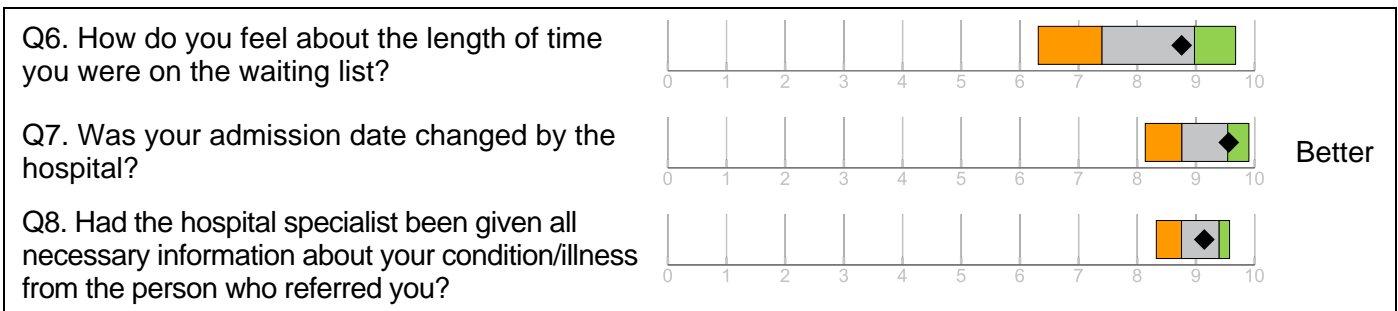 Q6. How do you feel about the length of time
you were on the waiting list?
0 1 2 3 4 5 6 7 8 9 10
Q7. Was your admission date changed by the
hospital?
0 1 2 3 4 5 6 7 8 9 10
Better
Q8. Had the hospital specialist been given all
necessary information about your condition/illness
from the person who referred you?
0 1 2 3 4 5 6 7 8 9 10